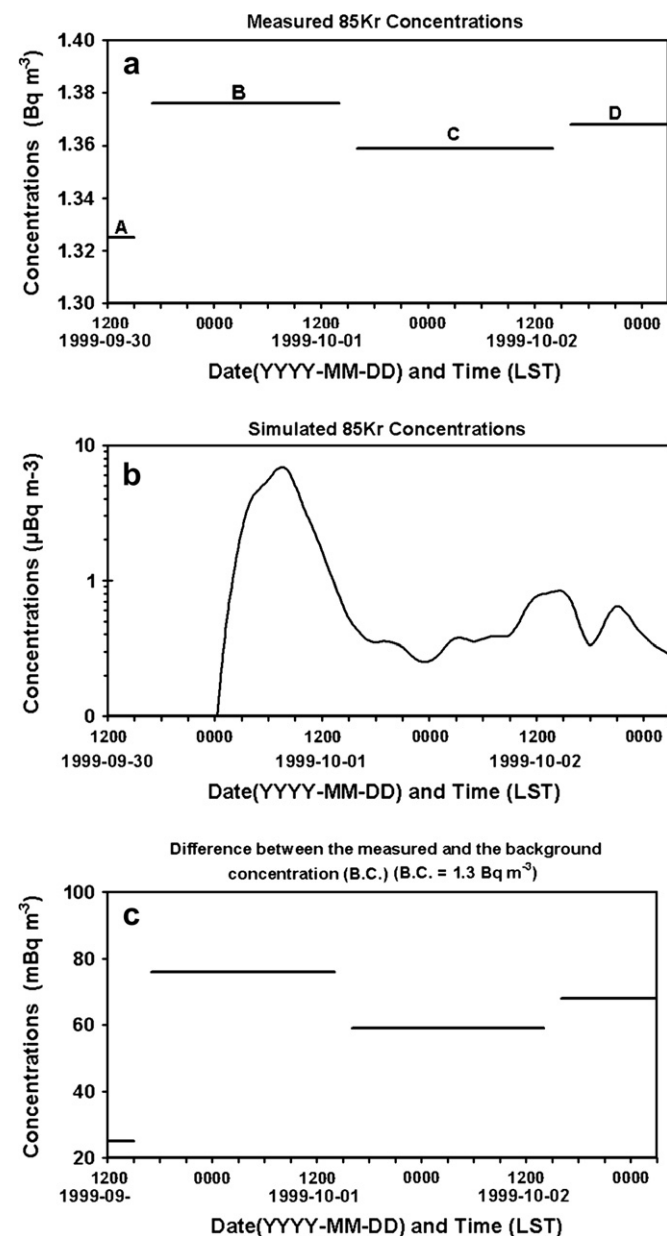 Measured 85Kr Concentrations
a
Concentrations (Bq m-3)
1.40
1.38
1.36
1.34
1.32
1.30
A
B
C
D
1200 0000 1200 0000 1200 0000
1999-09-30 1999-10-01 1999-10-02
Date(YYYY-MM-DD) and Time (LST)
Simulated 85Kr Concentrations
b
Concentrations (µBq m-3)
10
1
0
1200 0000 1200 0000 1200 0000
1999-09-30 1999-10-01 1999-10-02
Date(YYYY-MM-DD) and Time (LST)
Difference between the measured and the background
concentration (B.C.) (B.C. = 1.3 Bq m-3)
c
Concentrations (mBq m-3)
100
80
60
40
20
1200 0000 1200 0000 1200 0000
1999-09- 1999-10-01 1999-10-02
Date(YYYY-MM-DD) and Time (LST)